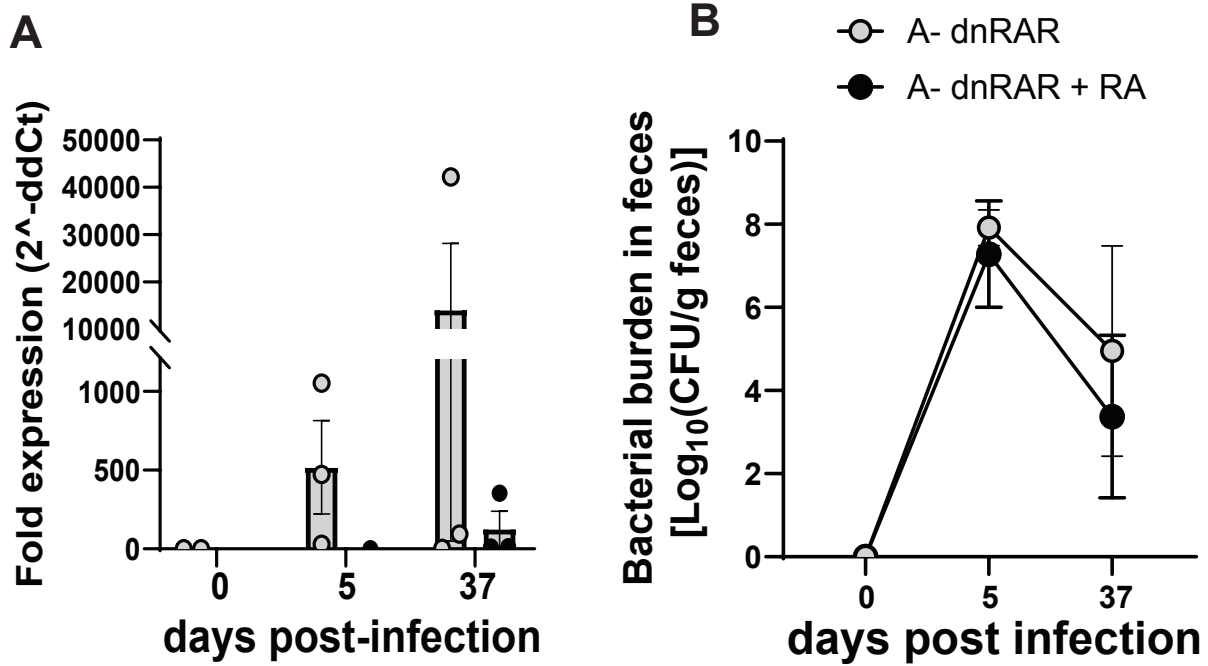 A
Fold expression (2^-ddCt)
50000
40000
30000
20000
10000
1000
500
0
0 5 37
days post-infection
B
A- dnRAR
A- dnRAR + RA
Bacterial burden in feces
[Log₁₀(CFU/g feces)]
10
8
6
4
2
0
0 5 37
days post infection